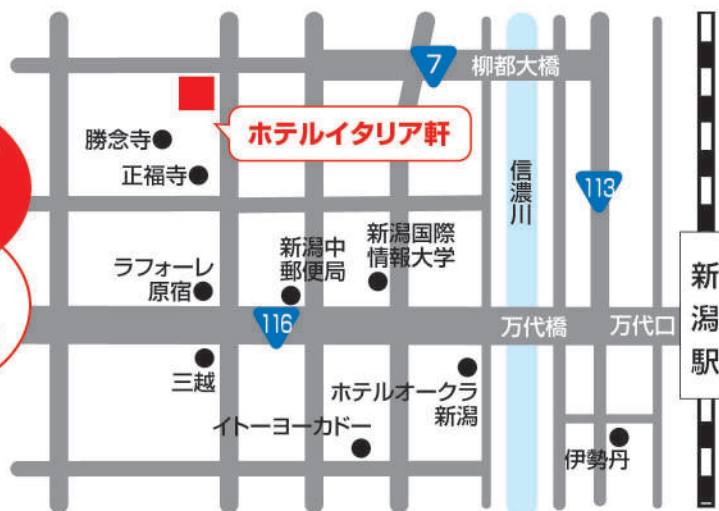 7
柳都大橋
ホテルイタリア軒
勝念寺
正福寺
信濃川
113
新潟中
郵便局
新潟国際
情報大学
ラフォーレ
原宿
116
万代橋
万代口
新潟駅
三越
ホテルオークラ
新潟
イトーヨーカドー
伊勢丹